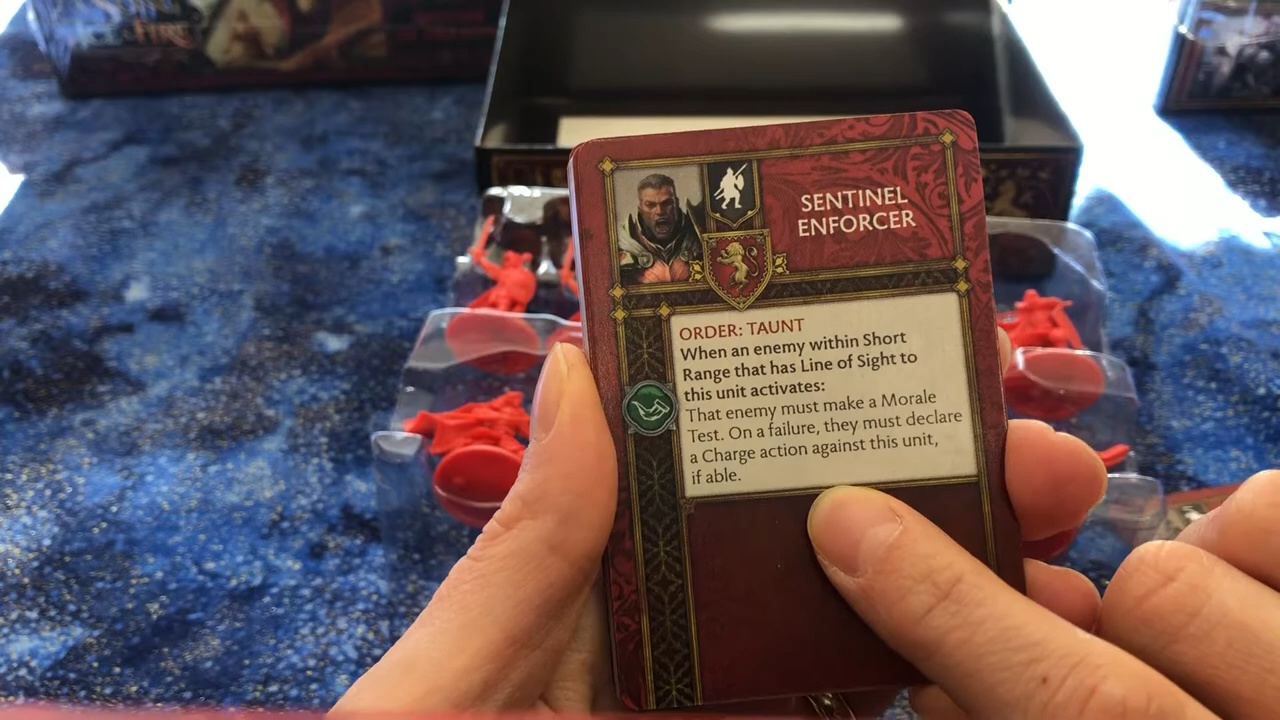 SENTINEL
ENFORCER
ORDER: TAUNT
When an enemy within Short
Range that has Line of Sight to
this unit activates:
That enemy must make a Morale
Test. On a failure, they must declare
a Charge action against this unit,
if able.